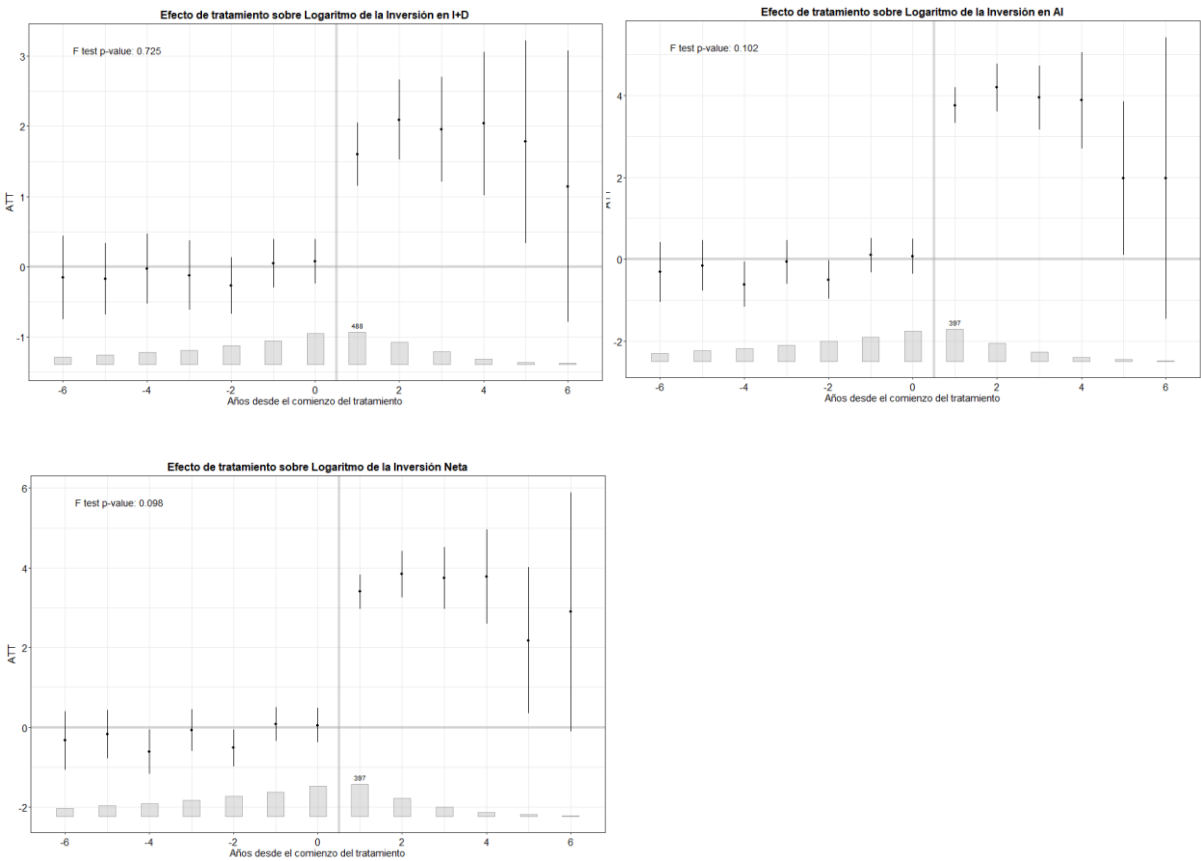 Efecto de tratamiento sobre Logaritmo de la Inversión en I+D
F test p-value: 0.725
3
2
1
0
-1
ATT
488
-6 -4 -2 0 2 4 6
Años desde el comienzo del tratamiento
Efecto de tratamiento sobre Logaritmo de la Inversión en AI
F test p-value: 0.102
4
2
0
-2
397
-6 -4 -2 0 2 4 6
Años desde el comienzo del tratamiento
Efecto de tratamiento sobre Logaritmo de la Inversión Neta
F test p-value: 0.098
6
4
2
0
-2
ATT
397
-6 -4 -2 0 2 4 6
Años desde el comienzo del tratamiento